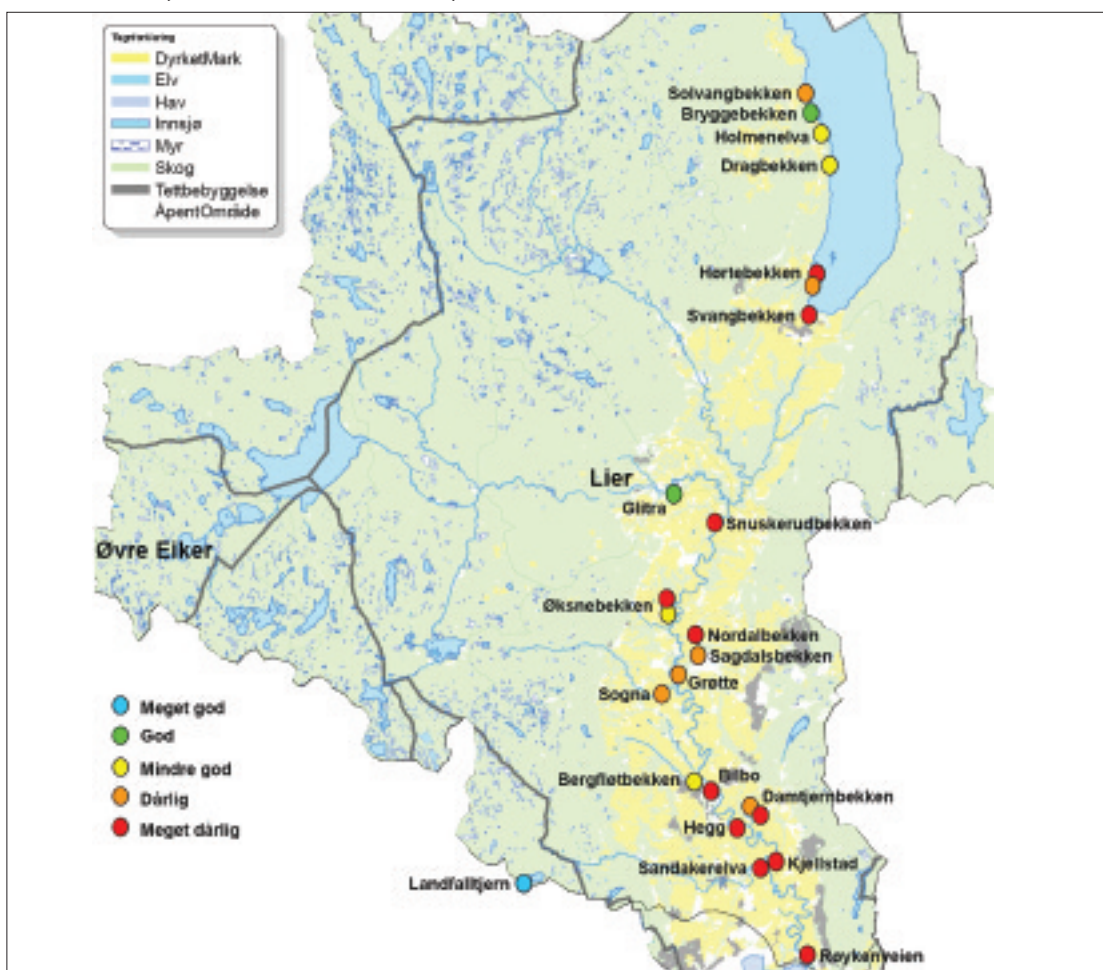 Tegnforklaring
DyrketMark
Elv
Hav
Innsjø
Myr
Skog
Tettbebyggelse
ÅpentOmråde
Solvangbekken
Bryggebekken
Holmenelva
Dragbekken
Hørtebekken
Svangbekken
Lier
Glitra
Snuskerudbekken
Øvre Eiker
Øksnebekken
Nordalbekken
Sagdalsbekken
Grøtte
Sogna
Meget god
God
Mindre god
Dårlig
Meget dårlig
Bergfløtbekken
Bilbo
Damtjernbekken
Hegg
Sandakerelva
Kjellstad
Landfalltjern
Røykenveien